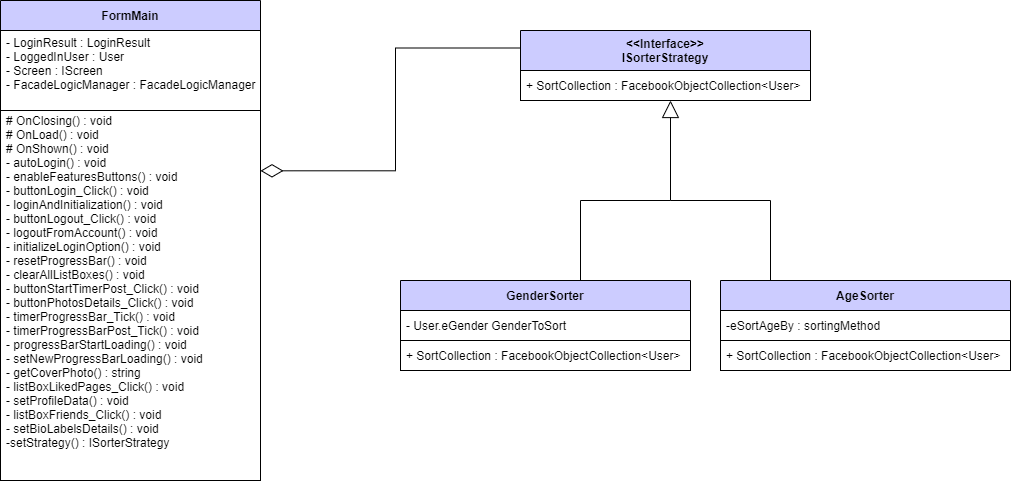 FormMain
- LoginResult : LoginResult
- LoggedInUser : User
- Screen : IScreen
- FacadeLogicManager : FacadeLogicManager
# OnClosing() : void
# OnLoad() : void
# OnShown() : void
- autoLogin() : void
- enableFeaturesButtons() : void
- buttonLogin_Click() : void
- loginAndInitialization() : void
- buttonLogout_Click() : void
- logoutFromAccount() : void
- initializeLoginOption() : void
- resetProgressBar() : void
- clearAllListBoxes() : void
- buttonStartTimerPost_Click() : void
- buttonPhotosDetails_Click() : void
- timerProgressBar_Tick() : void
- timerProgressBarPost_Tick() : void
- progressBarStartLoading() : void
- setNewProgressBarLoading() : void
- getCoverPhoto() : string
- listBoxLikedPages_Click() : void
- setProfileData() : void
- listBoxFriends_Click() : void
- setBioLabelsDetails() : void
-setStrategy() : ISorterStrategy
<<Interface>>
ISorterStrategy
+ SortCollection : FacebookObjectCollection<User>
GenderSorter
- User.eGender GenderToSort
+ SortCollection : FacebookObjectCollection<User>
AgeSorter
-eSortAgeBy : sortingMethod
+ SortCollection : FacebookObjectCollection<User>